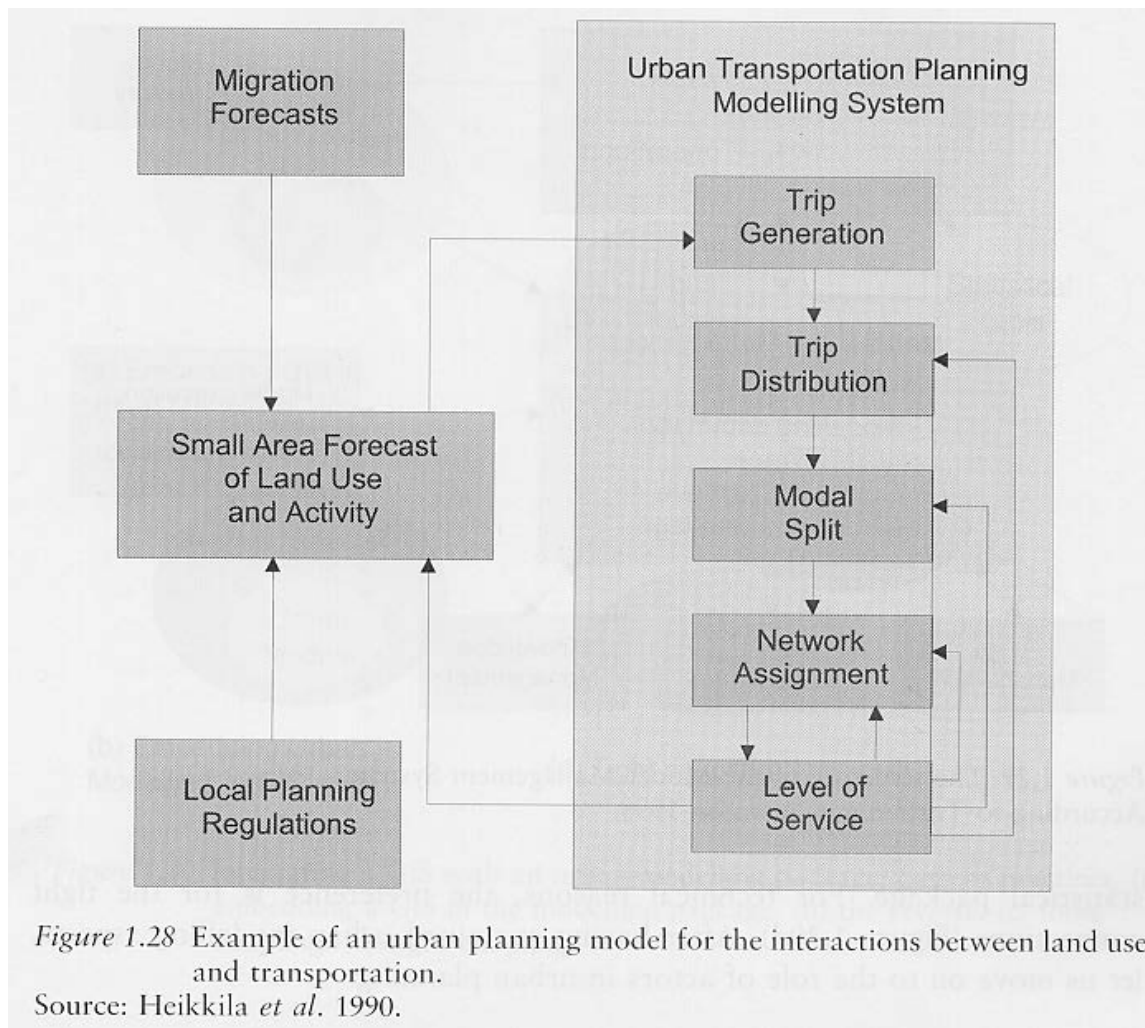 Migration
Forecasts
Urban Transportation Planning
Modelling System
Trip
Generation
Trip
Distribution
Small Area Forecast
of Land Use
and Activity
Modal
Split
Network
Assignment
Local Planning
Regulations
Level of
Service
Figure 1.28 Example of an urban planning model for the interactions between land use
and transportation.
Source: Heikkila et al. 1990.